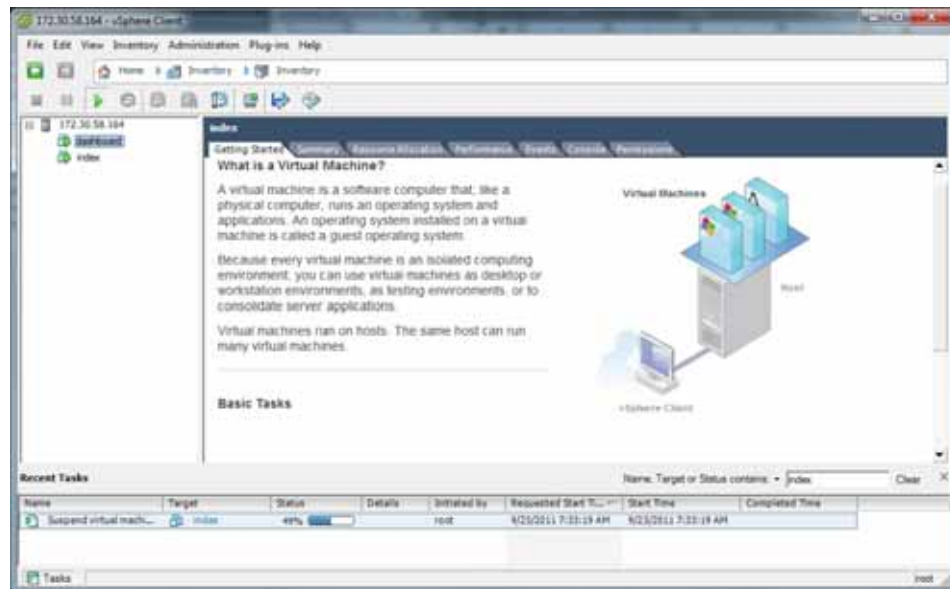 172.30.58.164 - vSphere Client
File Edit View Inventory Administration Plug-ins Help
Home Inventory Inventory
172.30.58.164
dashboard
index
index
Getting Started Summary Resource Allocation Performance Events Console Permissions
What is a Virtual Machine?
A virtual machine is a software computer that, like a
physical computer, runs an operating system and
applications. An operating system installed on a virtual
machine is called a guest operating system.
Because every virtual machine is an isolated computing
environment, you can use virtual machines as desktop or
workstation environments, as testing environments, or to
consolidate server applications.
Virtual machines run on hosts. The same host can run
many virtual machines.
Basic Tasks
Virtual Machines
Host
vSphere Client
Recent Tasks
Name, Target or Status contains: index Clear
Name Target Status Details Initiated by Requested Start Ti... Start Time Completed Time
Suspend virtual machi... index 49% root 9/23/2011 7:33:19 AM 9/23/2011 7:33:19 AM
Tasks
root